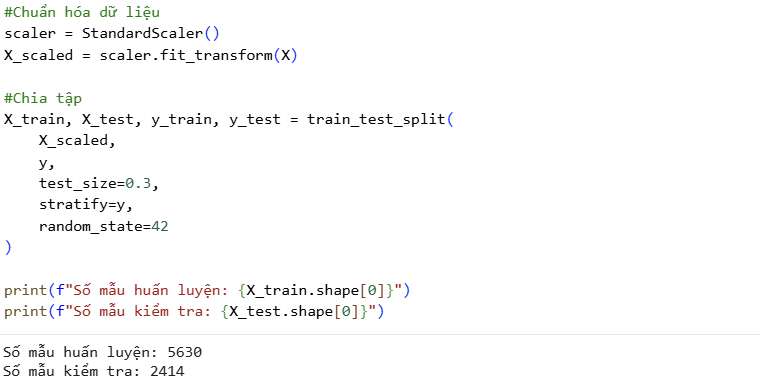 #Chuẩn hóa dữ liệu
scaler = StandardScaler()
X_scaled = scaler.fit_transform(X)

#Chia tập
X_train, X_test, y_train, y_test = train_test_split(
    X_scaled,
    y,
    test_size=0.3,
    stratify=y,
    random_state=42
)

print(f"Số mẫu huấn luyện: {X_train.shape[0]}")
print(f"Số mẫu kiểm tra: {X_test.shape[0]}")
Số mẫu huấn luyện: 5630
Số mẫu kiểm tra: 2414